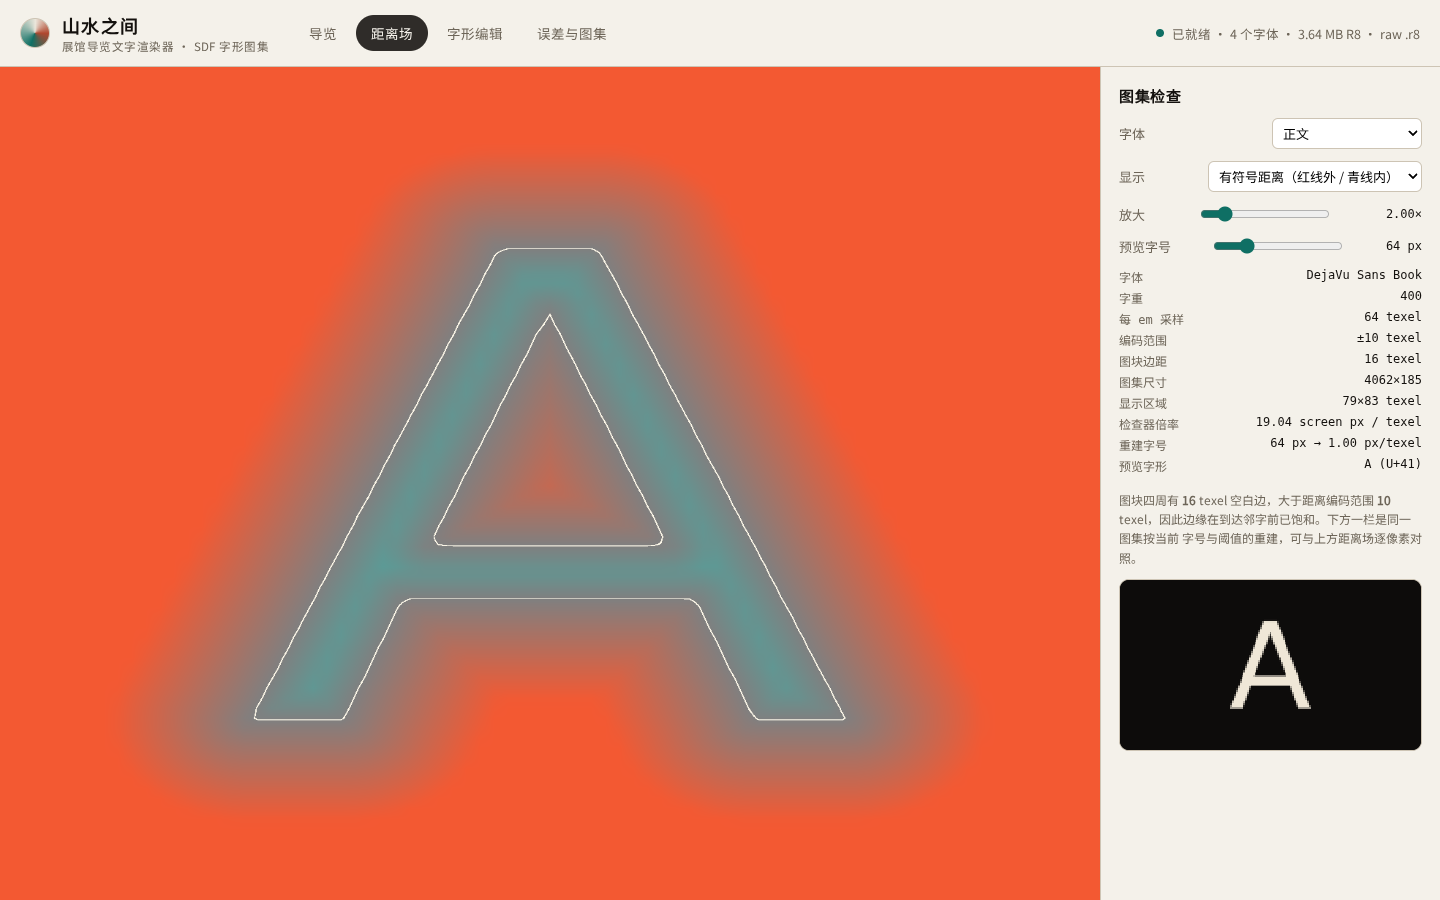 山水之间
展馆导览文字渲染器 · SDF 字形图集
导览
距离场
字形编辑
误差与图集
已就绪 · 4 个字体 · 3.64 MB R8 · raw .r8
图集检查
字体 正文
显示 有符号距离（红线外 / 青线内）
放大 2.00×
预览字号 64 px
字体 DejaVu Sans Book
字重 400
每 em 采样 64 texel
编码范围 ±10 texel
图块边距 16 texel
图集尺寸 4062×185
显示区域 79×83 texel
检查器倍率 19.04 screen px / texel
重建字号 64 px → 1.00 px/texel
预览字形 A (U+41)
图块四周有 16 texel 空白边，大于距离编码范围 10
texel，因此边缘在到达邻字前已饱和。下方一栏是同一
图集按当前 字号与阈值的重建，可与上方距离场逐像素对
照。
A
A